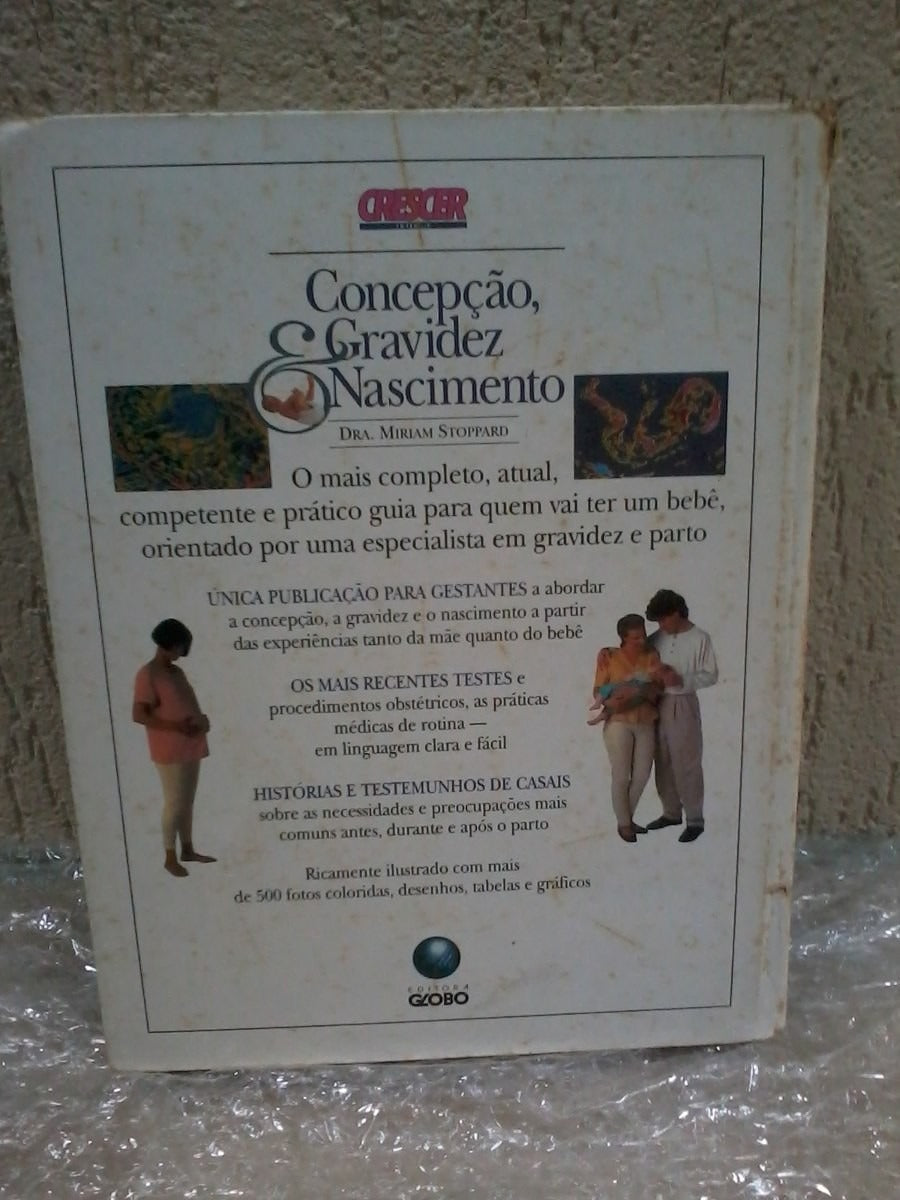 CRESCER
Concepção,
& Gravidez
Nascimento
DRA. MIRIAM STOPPARD
O mais completo, atual,
competente e prático guia para quem vai ter um bebê,
orientado por uma especialista em gravidez e parto
ÚNICA PUBLICAÇÃO PARA GESTANTES a abordar
a concepção, a gravidez e o nascimento a partir
das experiências tanto da mãe quanto do bebê
OS MAIS RECENTES TESTES e
procedimentos obstétricos, as práticas
médicas de rotina —
em linguagem clara e fácil
HISTÓRIAS E TESTEMUNHOS DE CASAIS
sobre as necessidades e preocupações mais
comuns antes, durante e após o parto
Ricamente ilustrado com mais
de 500 fotos coloridas, desenhos, tabelas e gráficos
EDITORA
GLOBO